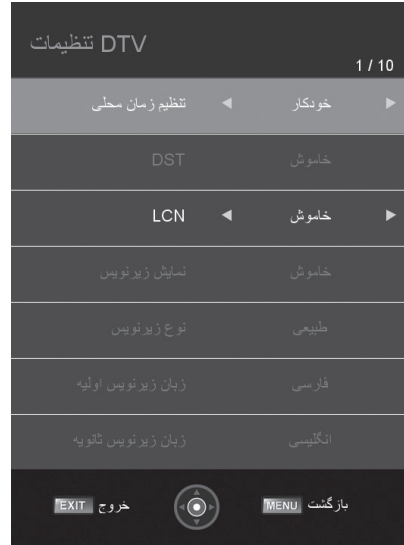 تنظیمات DTV
1 / 10
تنظیم زمان محلی ◀ خودکار ▶
DST خاموش
LCN ◀ خاموش ▶
نمایش زیرنویس خاموش
نوع زیرنویس طبیعی
زبان زیرنویس اولیه فارسی
زبان زیرنویس ثانویه انگلیسی
خروج EXIT بازگشت MENU